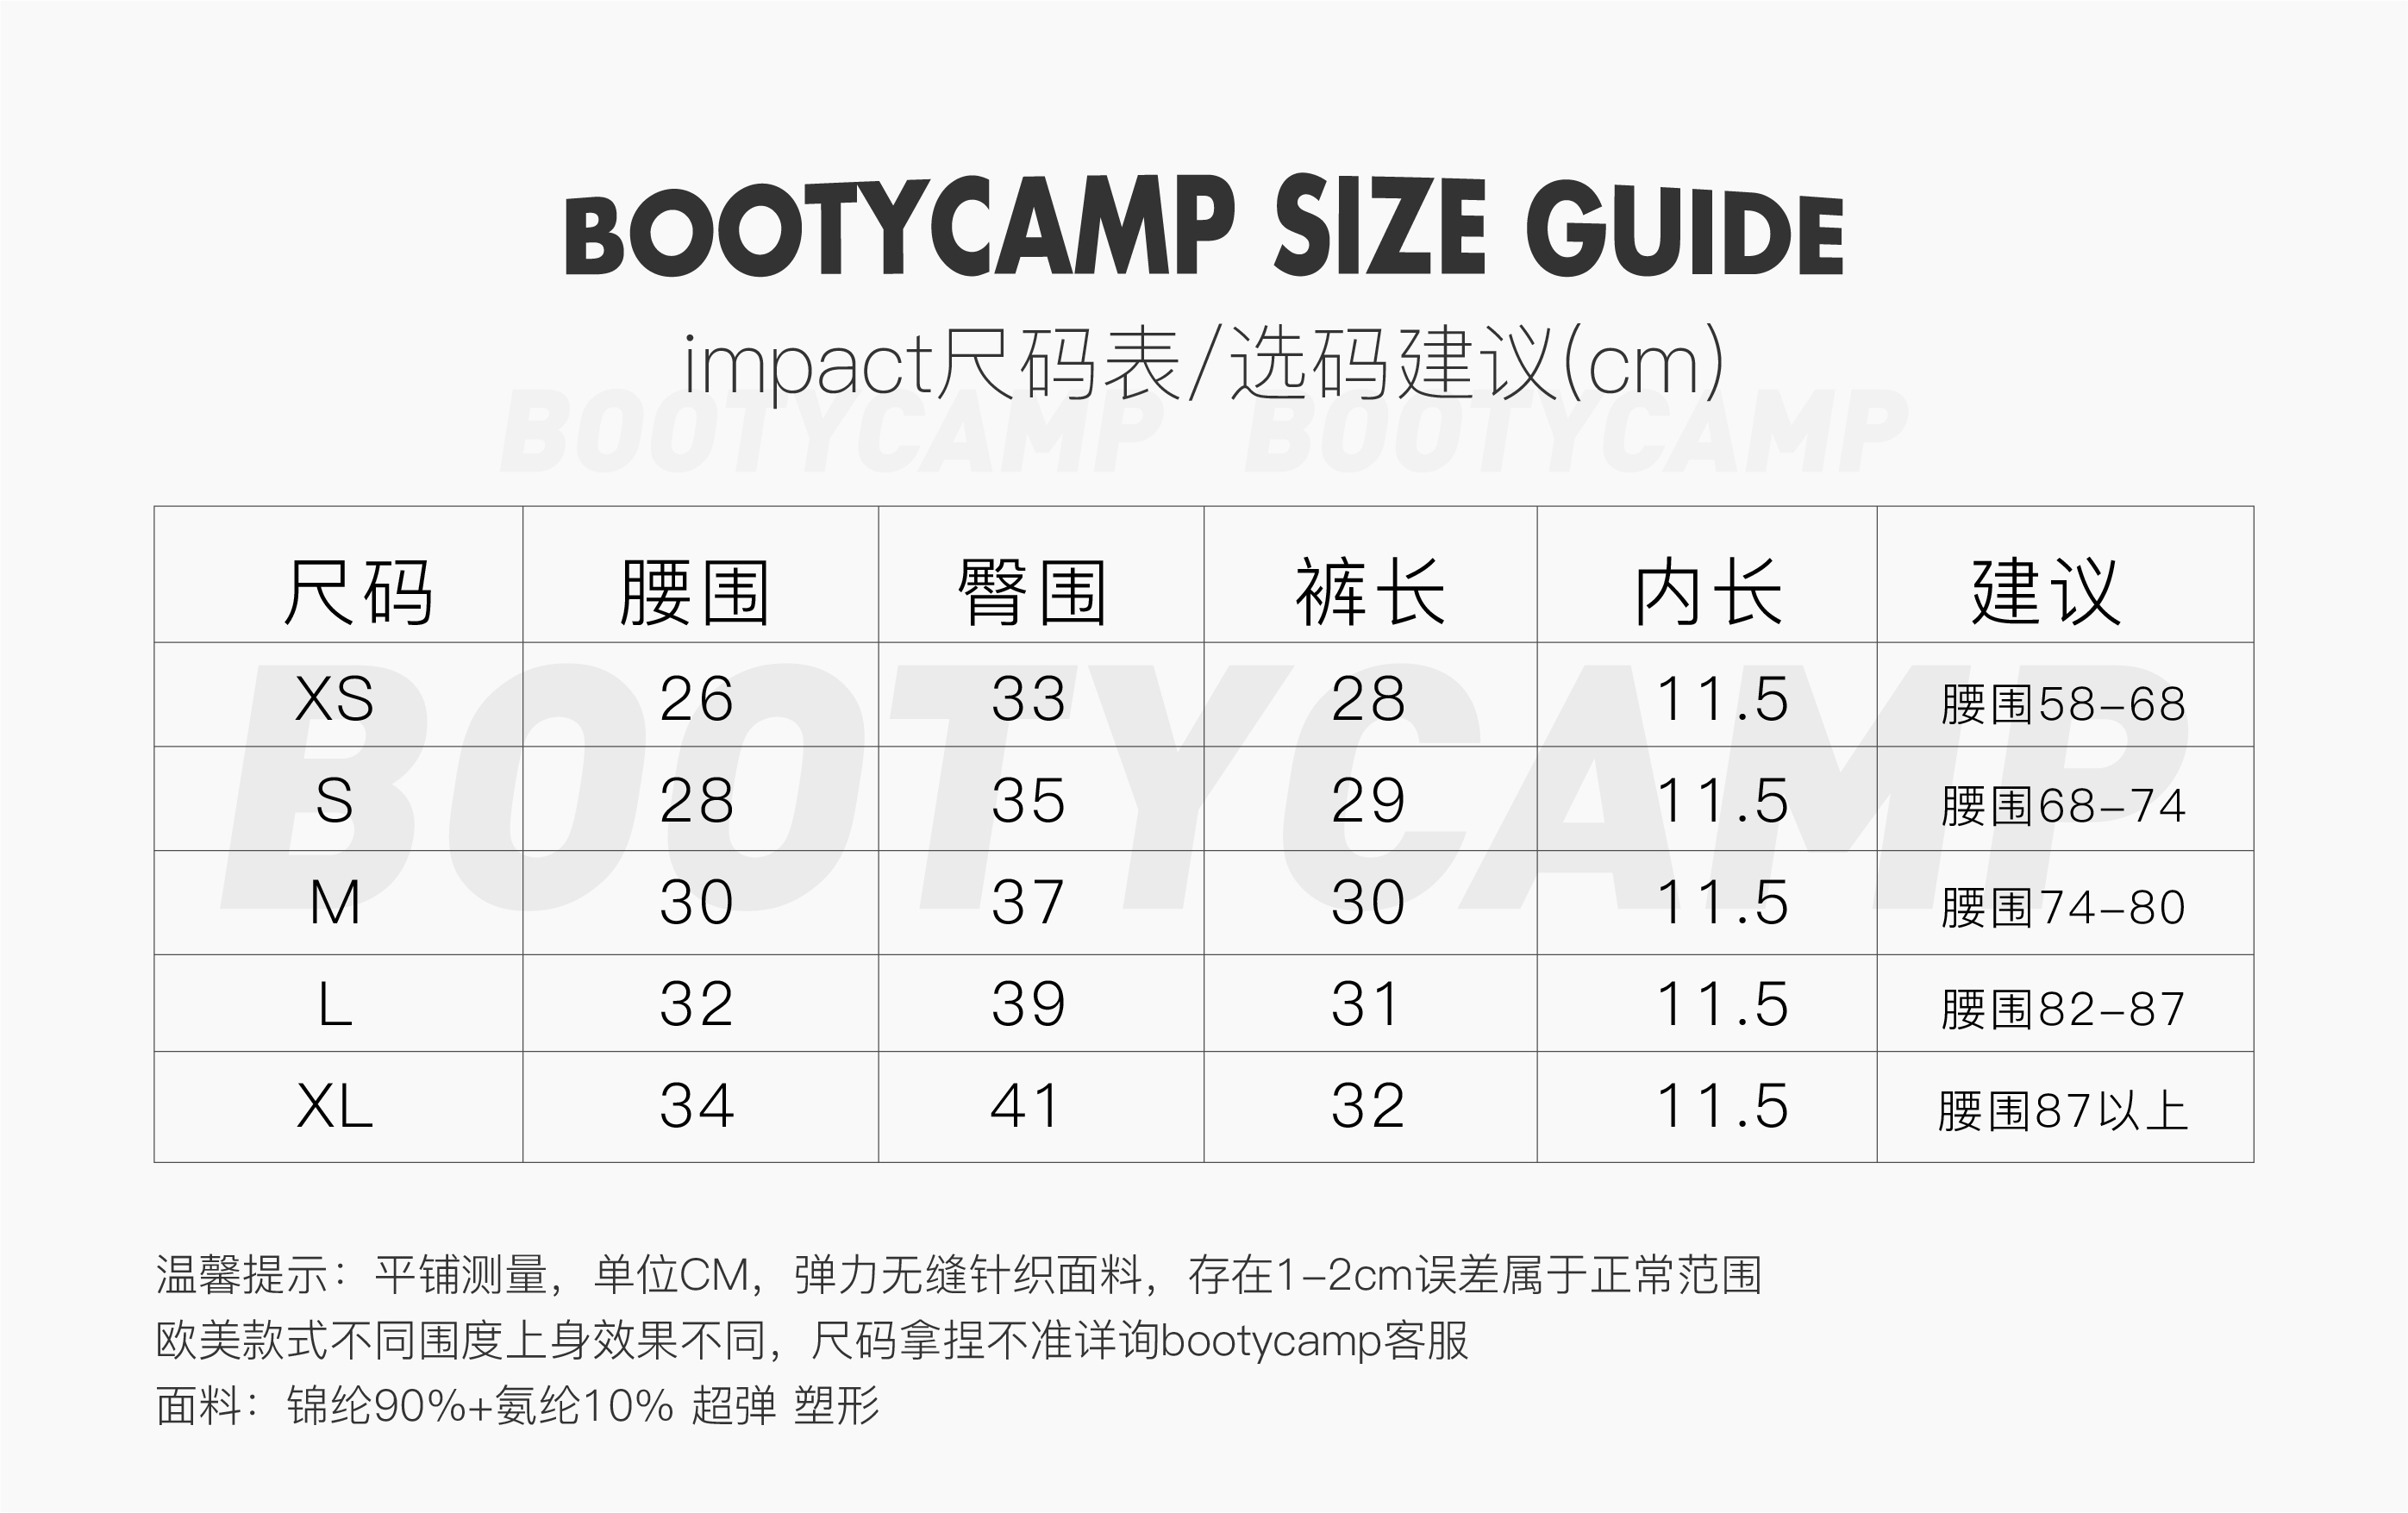 BOOTYCAMP SIZE GUIDE
impact尺码表/选码建议(cm)
BOOTYCAMP BOOTYCAMP
尺码 腰围 臀围 裤长 内长 建议
XS 26 33 28 11.5 腰围58-68
S 28 35 29 11.5 腰围68-74
M 30 37 30 11.5 腰围74-80
L 32 39 31 11.5 腰围82-87
XL 34 41 32 11.5 腰围87以上
BOOTYCAMP
温馨提示：平铺测量，单位CM，弹力无缝针织面料，存在1-2cm误差属于正常范围
欧美款式不同围度上身效果不同，尺码拿捏不准详询bootycamp客服
面料：锦纶90%+氨纶10% 超弹 塑形